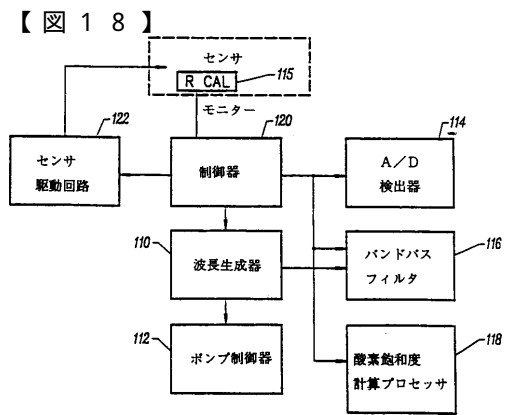 【図１８】
センサ
R CAL
115
モニター
122
120
114
センサ
駆動回路
制御器
A／D
検出器
110
波長生成器
116
バンドパス
フィルタ
112
ポンプ制御器
118
酸素飽和度
計算プロセッサ